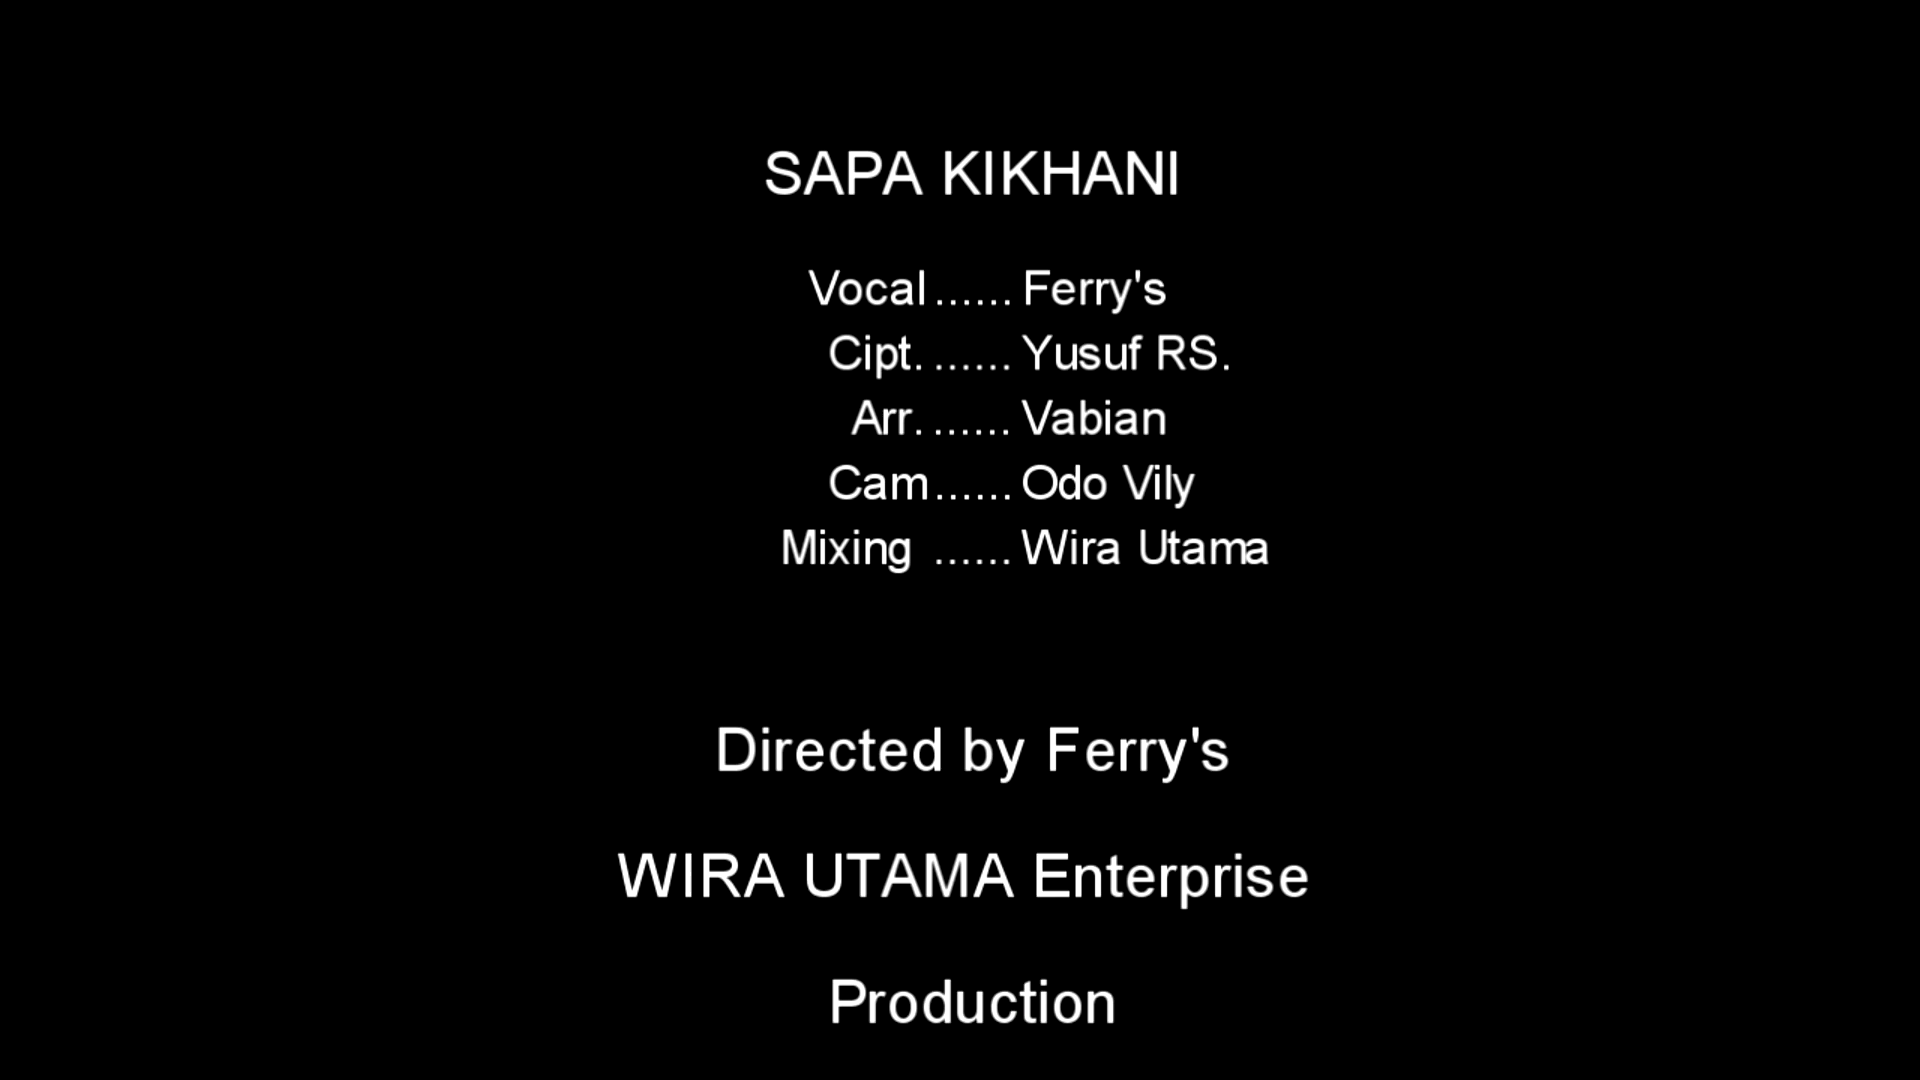 SAPA KIKHANI
Vocal ...... Ferry's
Cipt. ...... Yusuf RS.
Arr. ...... Vabian
Cam ...... Odo Vily
Mixing ...... Wira Utama
Directed by Ferry's
WIRA UTAMA Enterprise
Production